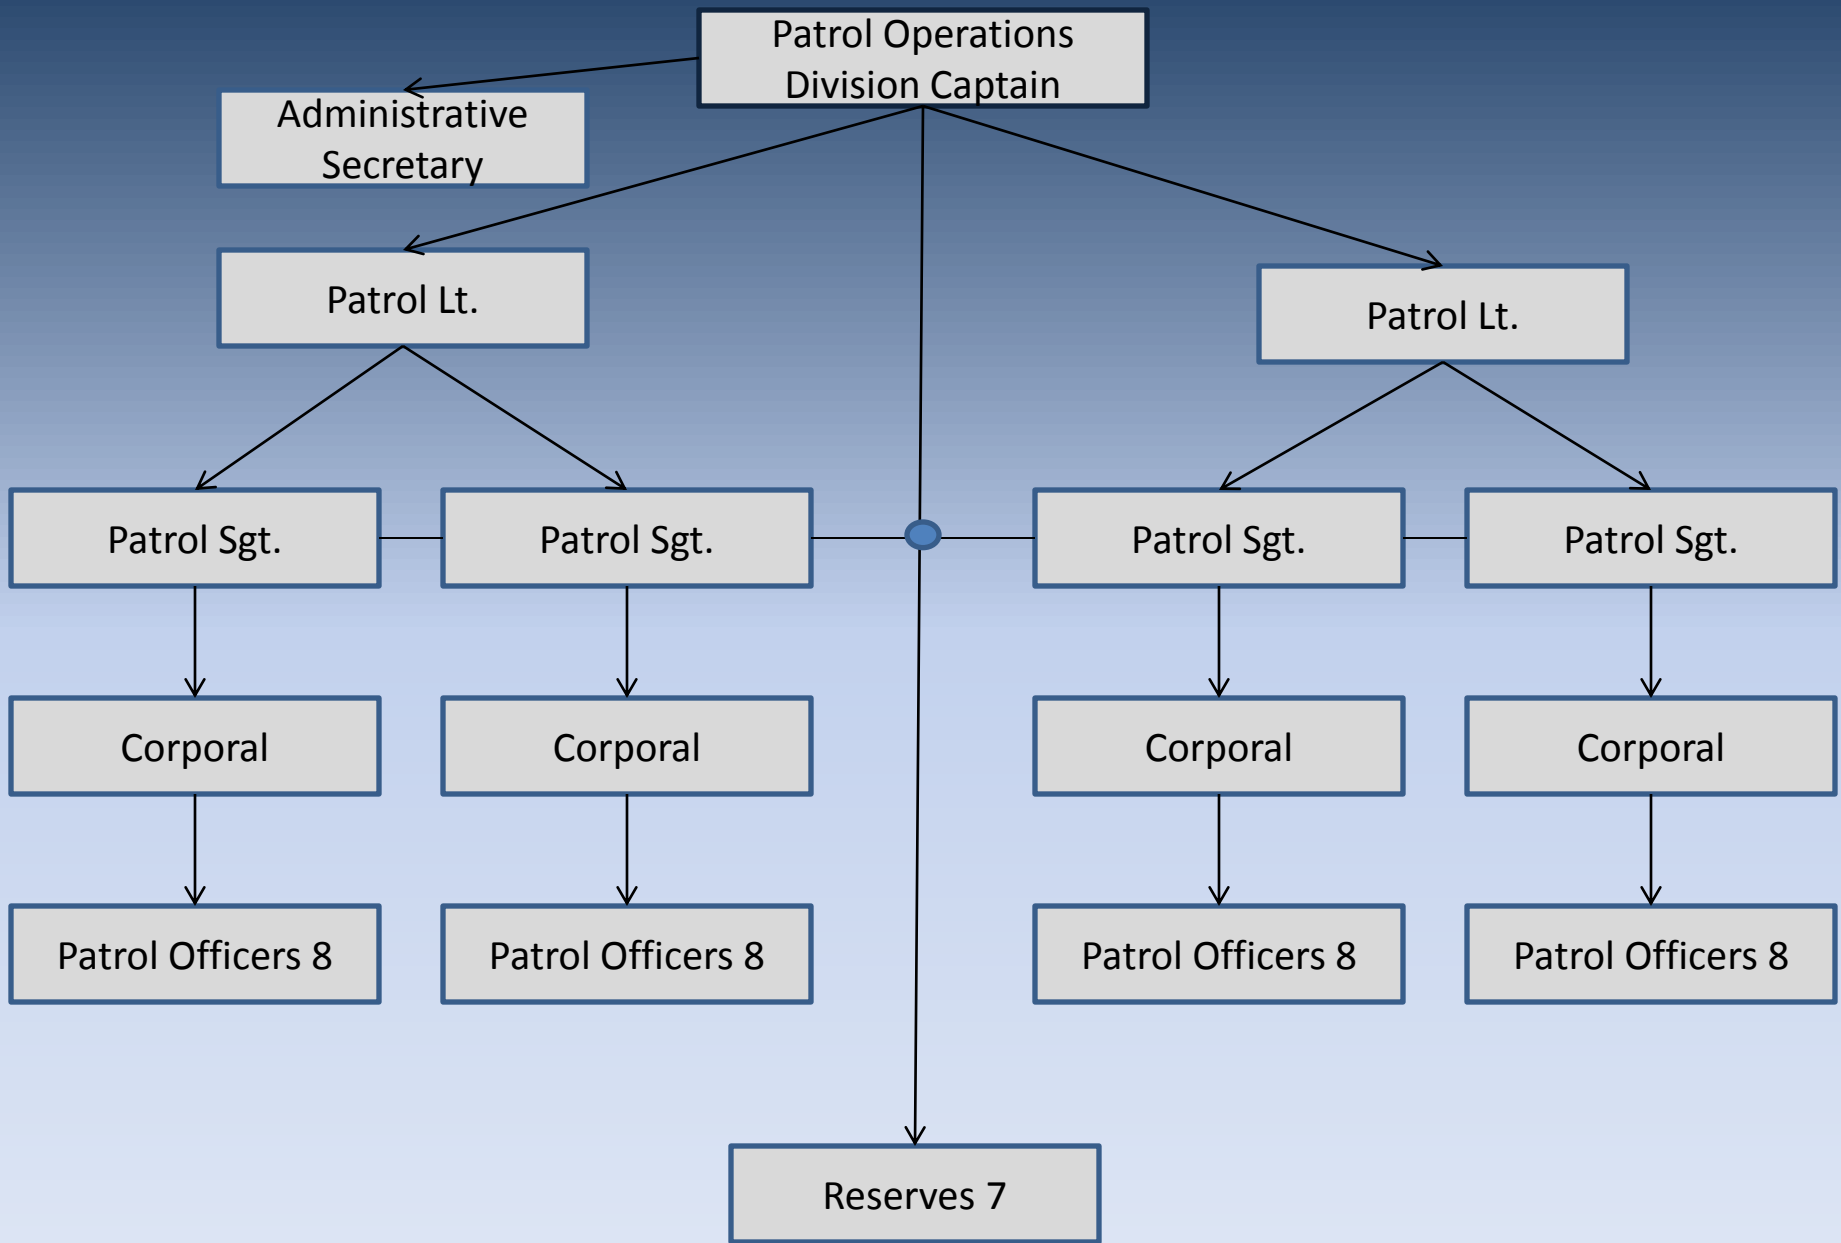 Patrol Operations
Division Captain
Administrative
Secretary
Patrol Lt.
Patrol Lt.
Patrol Sgt.
Patrol Sgt.
Patrol Sgt.
Patrol Sgt.
Corporal
Corporal
Corporal
Corporal
Patrol Officers 8
Patrol Officers 8
Patrol Officers 8
Patrol Officers 8
Reserves 7